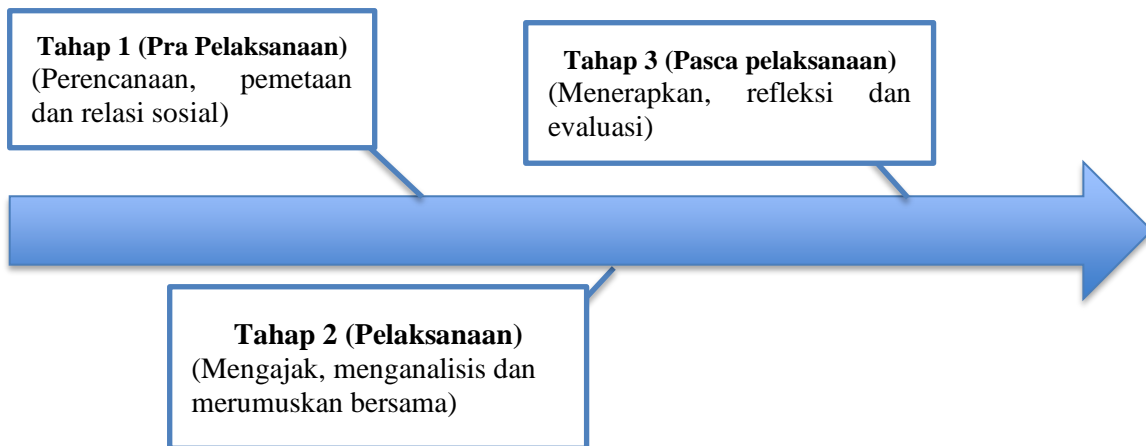 Tahap 1 (Pra Pelaksanaan)
(Perencanaan, pemetaan
dan relasi sosial)
Tahap 3 (Pasca pelaksanaan)
(Menerapkan, refleksi dan
evaluasi)
Tahap 2 (Pelaksanaan)
(Mengajak, menganalisis dan
merumuskan bersama)